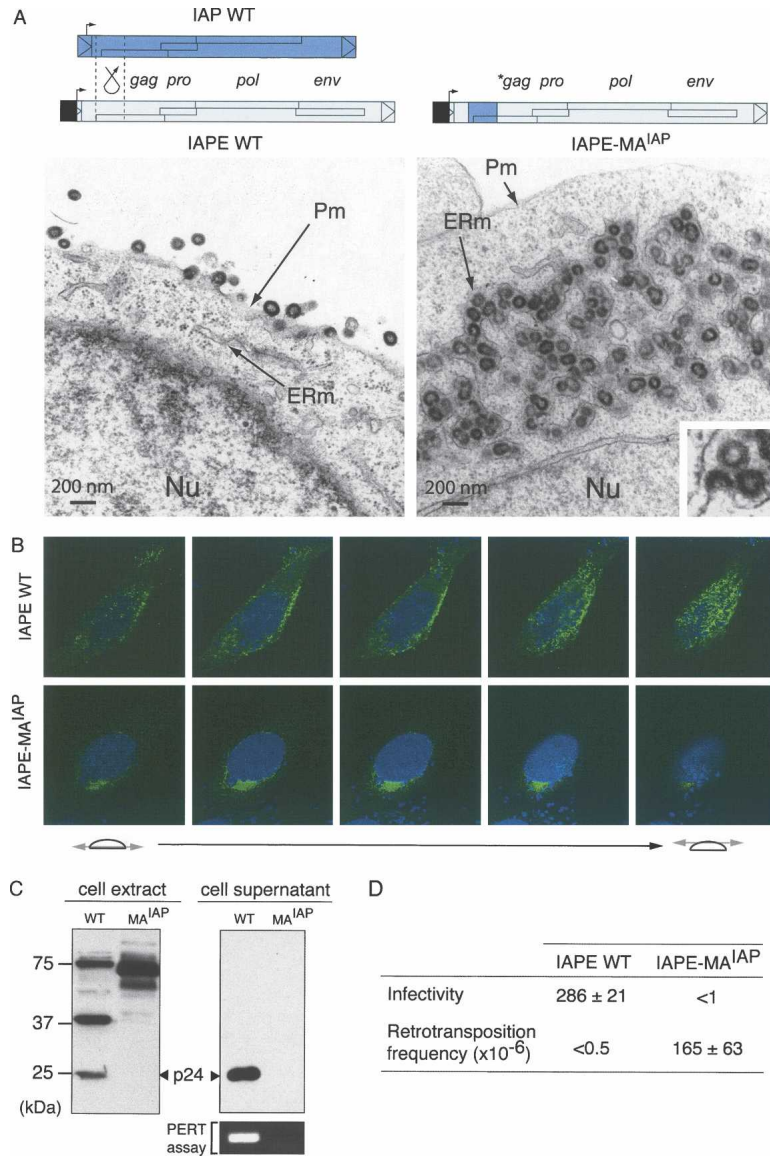 A
IAP WT
gag pro pol env
*gag pro pol env
IAPE WT
IAPE-MA^IAP
Pm
ERm
Nu
200 nm
Pm
ERm
Nu
200 nm
B
IAPE WT
IAPE-MA^IAP
C
cell extract cell supernatant
WT MA^IAP WT MA^IAP
75
37
25
(kDa)
p24
PERT
assay
D
IAPE WT IAPE-MA^IAP
Infectivity 286 ± 21 <1
Retrotransposition
frequency (x10^-6) <0.5 165 ± 63